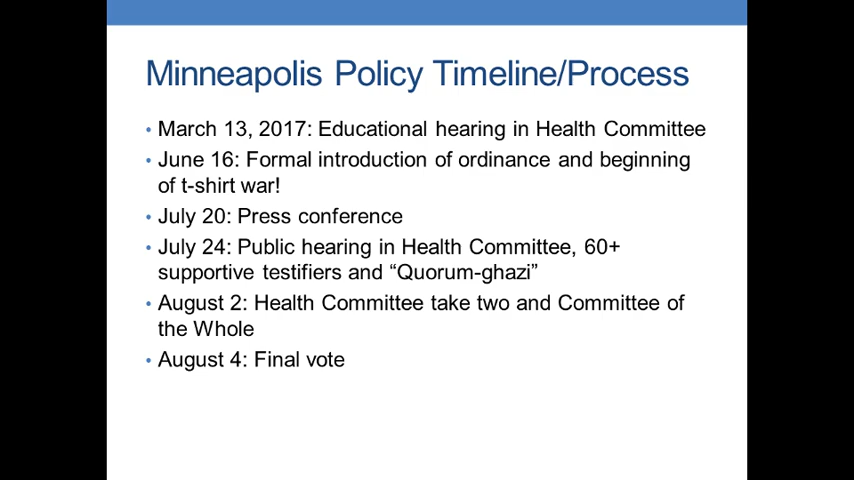 Minneapolis Policy Timeline/Process
• March 13, 2017: Educational hearing in Health Committee
• June 16: Formal introduction of ordinance and beginning
of t-shirt war!
• July 20: Press conference
• July 24: Public hearing in Health Committee, 60+
supportive testifiers and “Quorum-ghazi”
• August 2: Health Committee take two and Committee of
the Whole
• August 4: Final vote